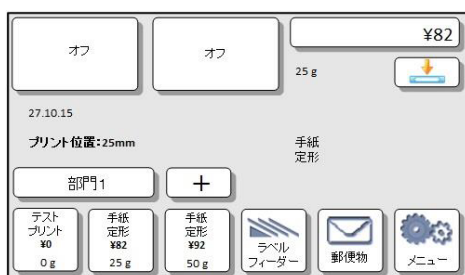 オフ
オフ
¥82
25 g
27.10.15
プリント位置:25mm
手紙
定形
部門1
+
テスト
プリント
¥0
0 g
手紙
定形
¥82
25 g
手紙
定形
¥92
50 g
ラベル
フィーダー
郵便物
メニュー